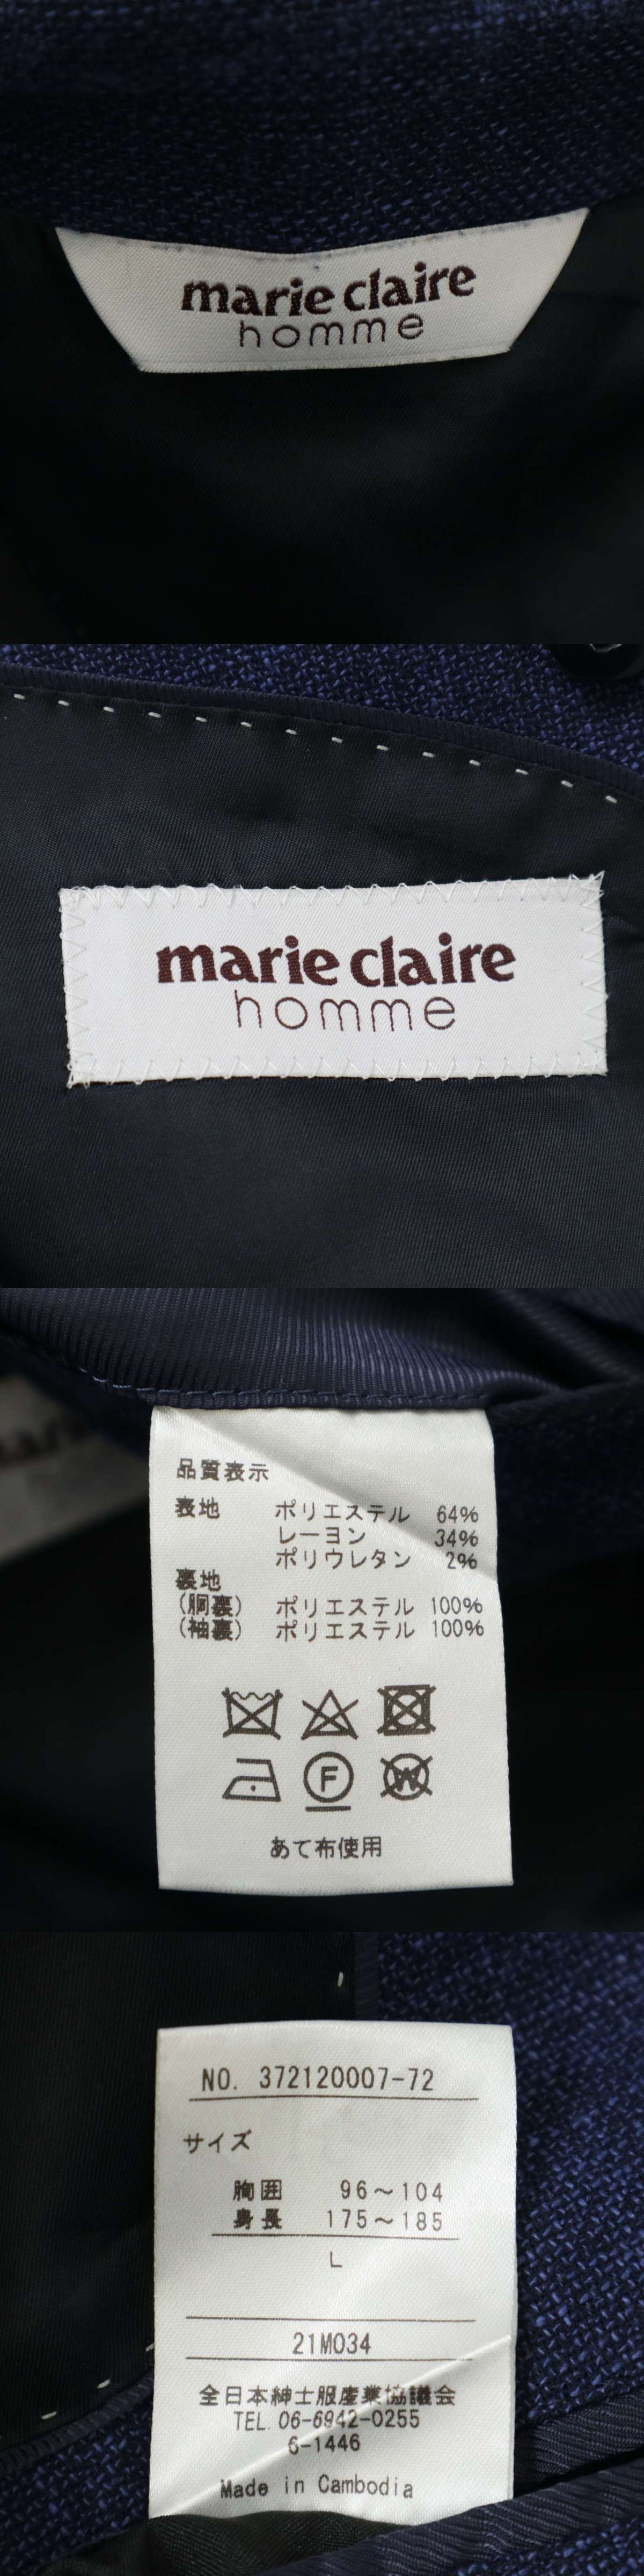 marie claire
homme
marie claire
homme
品質表示
表地 ポリエステル 64%
レーヨン 34%
ポリウレタン 2%
裏地
(胴裏) ポリエステル 100%
(袖裏) ポリエステル 100%
F W
あて布使用
NO. 372120007-72
サイズ
胸囲 96～104
身長 175～185
L
21M034
全日本紳士服産業協議会
TEL. 06-6942-0255
6-1446
Made in Cambodia